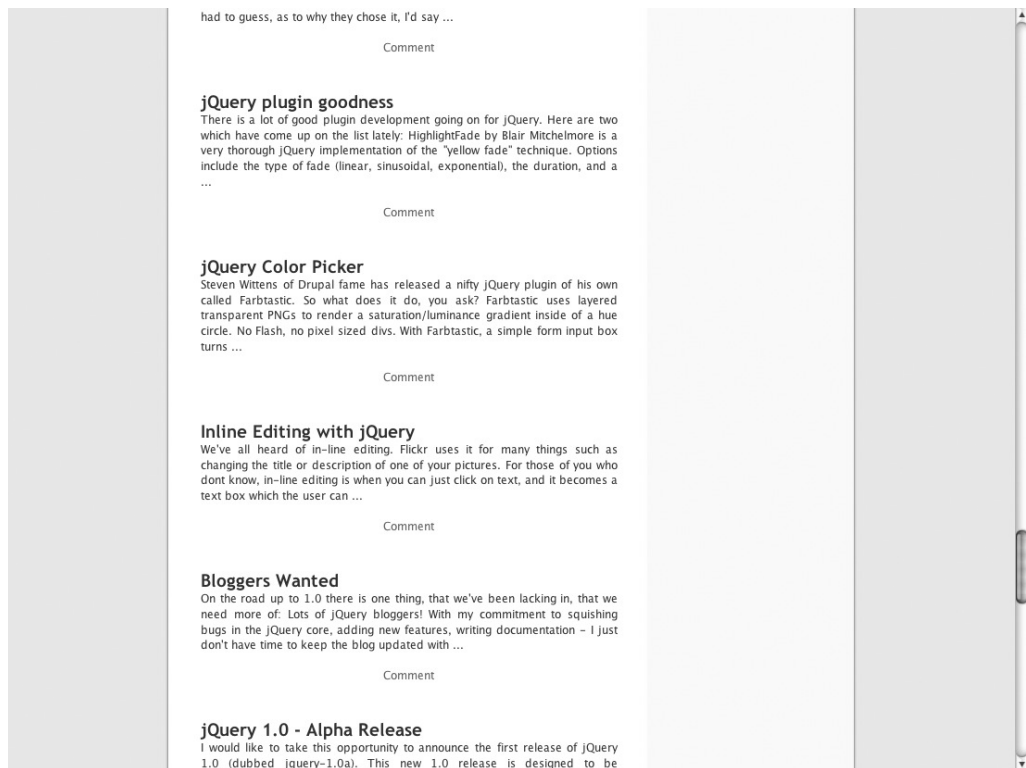 had to guess, as to why they chose it, I'd say ...
Comment
jQuery plugin goodness
There is a lot of good plugin development going on for jQuery. Here are two
which have come up on the list lately: HighlightFade by Blair Mitchelmore is a
very thorough jQuery implementation of the "yellow fade" technique. Options
include the type of fade (linear, sinusoidal, exponential), the duration, and a
...
Comment
jQuery Color Picker
Steven Wittens of Drupal fame has released a nifty jQuery plugin of his own
called Farbtastic. So what does it do, you ask? Farbtastic uses layered
transparent PNGs to render a saturation/luminance gradient inside of a hue
circle. No Flash, no pixel sized divs. With Farbtastic, a simple form input box
turns ...
Comment
Inline Editing with jQuery
We've all heard of in-line editing. Flickr uses it for many things such as
changing the title or description of one of your pictures. For those of you who
dont know, in-line editing is when you can just click on text, and it becomes a
text box which the user can ...
Comment
Bloggers Wanted
On the road up to 1.0 there is one thing, that we've been lacking in, that we
need more of: Lots of jQuery bloggers! With my commitment to squishing
bugs in the jQuery core, adding new features, writing documentation - I just
don't have time to keep the blog updated with ...
Comment
jQuery 1.0 - Alpha Release
I would like to take this opportunity to announce the first release of jQuery
1.0 (dubbed jquery-1.0a). This new 1.0 release is designed to be